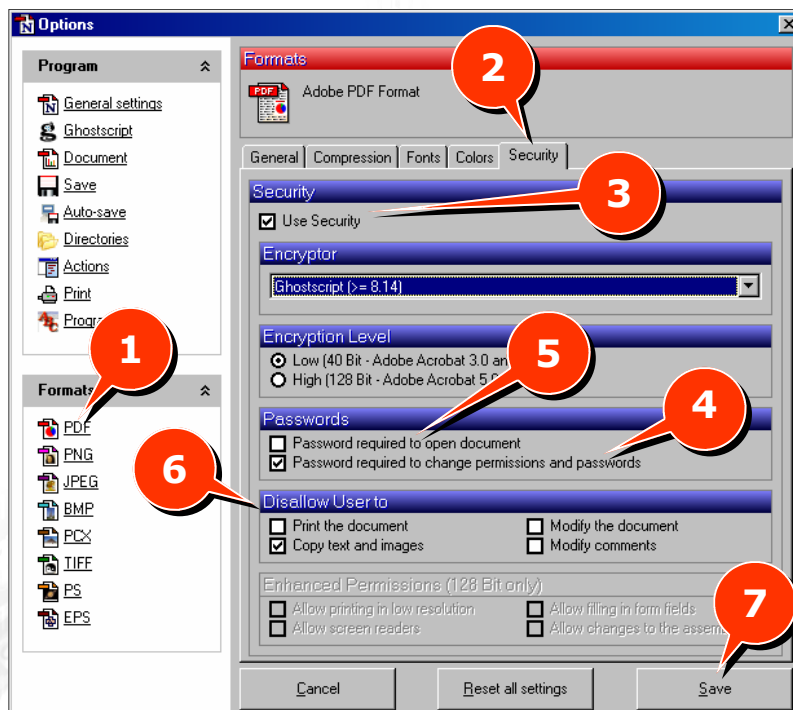 Options
Program
General settings
Ghostscript
Document
Save
Auto-save
Directories
Actions
Print
1
Formats
PDF
PNG
JPEG
BMP
PCX
TIFF
PS
EPS
Formats
2
Adobe PDF Format
General Compression Fonts Colors Security
3
Security
Use Security
Encryptor
Ghostscript (>= 8.14)
Encryption Level
Low (40 Bit - Adobe Acrobat 3.0
High (128 Bit - Adobe Acrobat
5
4
Passwords
Password required to open document
Password required to change permissions and passwords
6
Disallow User to
Print the document Modify the document
Copy text and images Modify comments
Enhanced Permissions (128 Bit only)
Allow printing in low resolution Allow filling in form fields
Allow screen readers Allow changes to the
7
Cancel Reset all settings Save